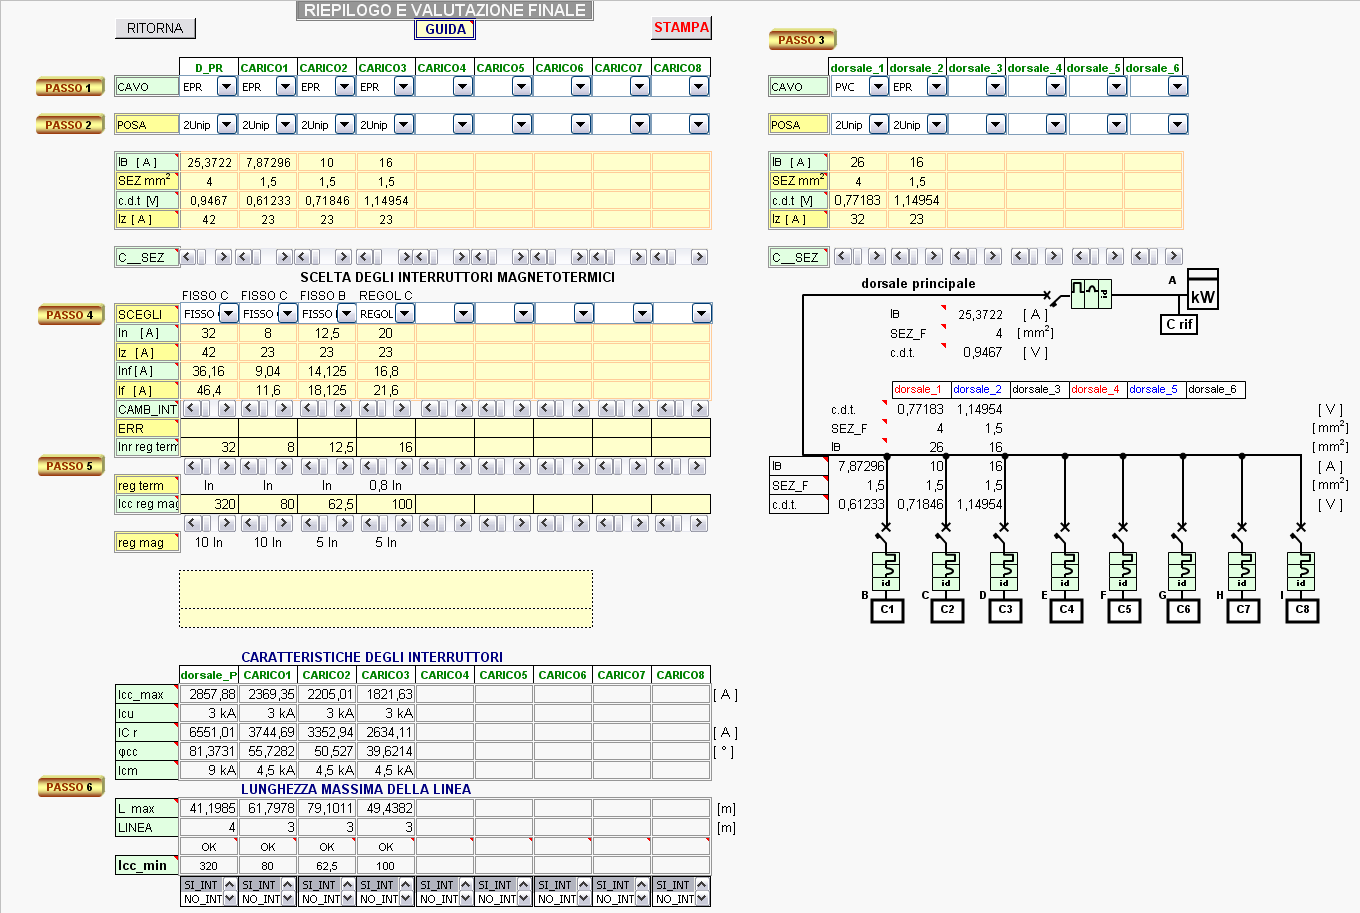 RIEPILOGO E VALUTAZIONE FINALE
RITORNA GUIDA STAMPA
PASSO 3
D_PR CARICO1 CARICO2 CARICO3 CARICO4 CARICO5 CARICO6 CARICO7 CARICO8 dorsale_1 dorsale_2 dorsale_3 dorsale_4 dorsale_5 dorsale_6
PASSO 1 CAVO EPR EPR EPR EPR CAVO PVC EPR
PASSO 2 POSA 2Unip 2Unip 2Unip 2Unip POSA 2Unip 2Unip
IB [ A ] 25,3722 7,87296 10 16 IB [ A ] 26 16
SEZ mm2 4 1,5 1,5 1,5 SEZ mm2 4 1,5
c.d.t [V] 0,9467 0,61233 0,71846 1,14954 c.d.t [V] 0,77183 1,14954
Iz [ A ] 42 23 23 23 Iz [ A ] 32 23
C__SEZ C__SEZ
SCELTA DEGLI INTERRUTTORI MAGNETOTERMICI
FISSO C FISSO C FISSO B REGOL C
PASSO 4 SCEGLI FISSO FISSO FISSO REGOL
In [A] 32 8 12,5 20
Iz [A] 42 23 23 23
Inf [A] 36,16 9,04 14,125 16,8
If [A] 46,4 11,6 18,125 21,6
CAMB_INT
ERR
Inr reg term 32 8 12,5 16
PASSO 5
reg term In In In 0,8 In
Icc reg mag 320 80 62,5 100
reg mag 10 In 10 In 5 In 5 In
dorsale principale
A
kW
C rif
id
IB 25,3722 [ A ]
SEZ_F 4 [ mm2]
c.d.t. 0,9467 [ V ]
dorsale_1 dorsale_2 dorsale_3 dorsale_4 dorsale_5 dorsale_6
c.d.t. 0,77183 1,14954 [ V ]
SEZ_F 4 1,5 [ mm2]
IB 26 16 [ mm2]
IB 7,87296 10 16 [ A ]
SEZ_F 1,5 1,5 1,5 [ mm2]
c.d.t. 0,61233 0,71846 1,14954 [ V ]
id id id id id id id id
B C D E F G H I
C1 C2 C3 C4 C5 C6 C7 C8
CARATTERISTICHE DEGLI INTERRUTTORI
dorsale_P CARICO1 CARICO2 CARICO3 CARICO4 CARICO5 CARICO6 CARICO7 CARICO8
Icc_max 2857,88 2369,35 2205,01 1821,63 [ A ]
Icu 3 kA 3 kA 3 kA 3 kA
IC r 6551,01 3744,69 3352,94 2634,11 [ A ]
φcc 81,3731 55,7282 50,527 39,6214 [ ° ]
Icm 9 kA 4,5 kA 4,5 kA 4,5 kA
PASSO 6
LUNGHEZZA MASSIMA DELLA LINEA
L max 41,1985 61,7978 79,1011 49,4382 [m]
LINEA 4 3 3 3 [m]
OK OK OK OK
Icc_min 320 80 62,5 100
SI_INT SI_INT SI_INT SI_INT SI_INT SI_INT SI_INT SI_INT SI_INT
NO_INT NO_INT NO_INT NO_INT NO_INT NO_INT NO_INT NO_INT NO_INT